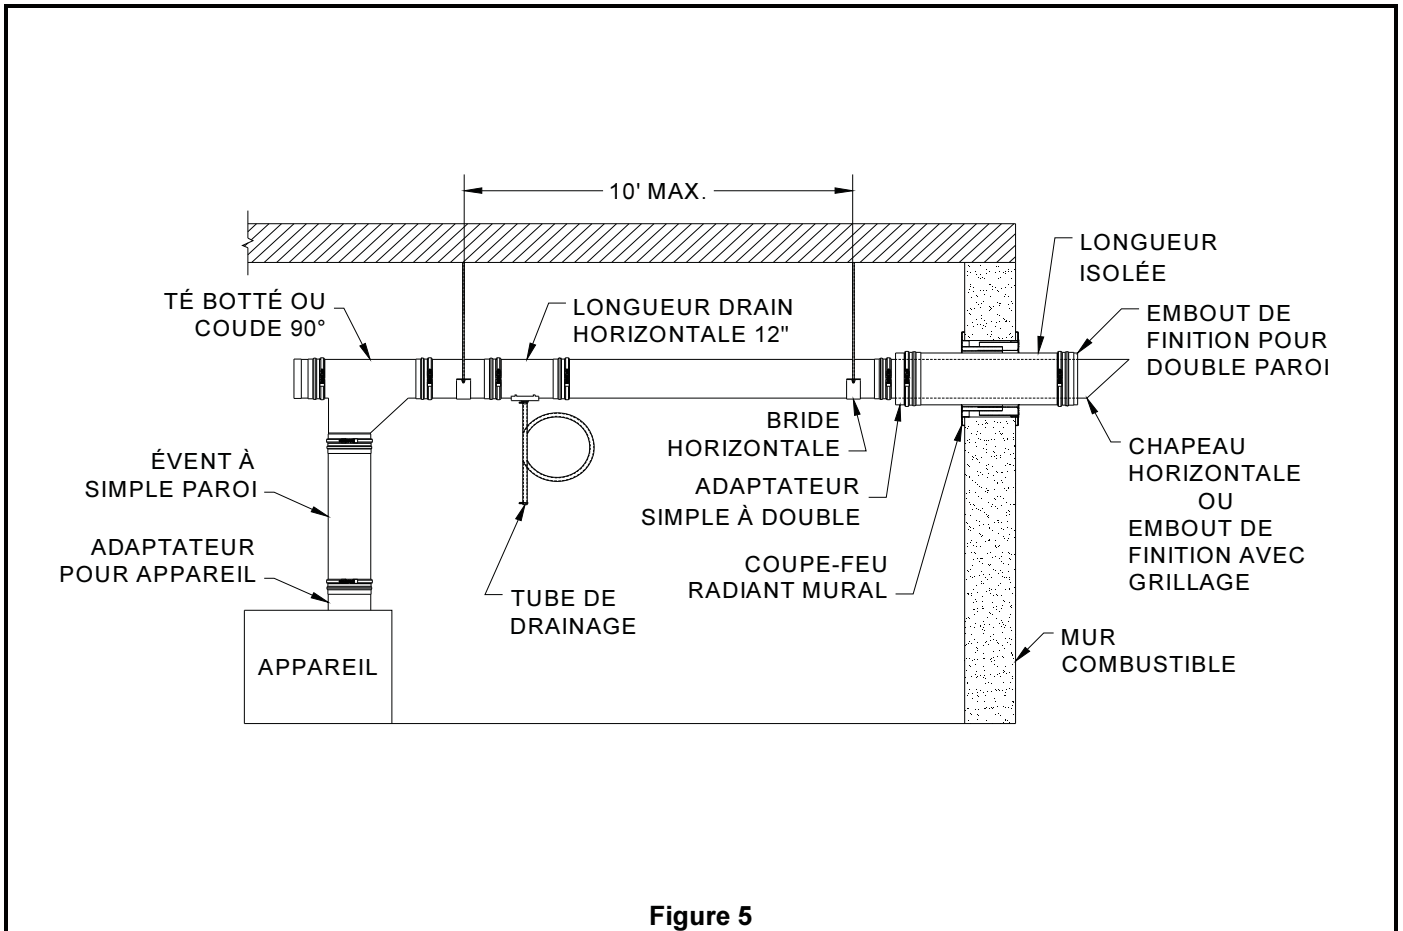 10' MAX.
LONGUEUR
ISOLÉE
TÉ BOTTÉ OU
COUDE 90°
LONGUEUR DRAIN
HORIZONTALE 12"
EMBOUT DE
FINITION POUR
DOUBLE PAROI
BRIDE
HORIZONTALE
CHAPEAU
HORIZONTALE
OU
EMBOUT DE
FINITION AVEC
GRILLAGE
ÉVENT À
SIMPLE PAROI
ADAPTATEUR
SIMPLE À DOUBLE
ADAPTATEUR
POUR APPAREIL
COUPE-FEU
RADIANT MURAL
TUBE DE
DRAINAGE
MUR
COMBUSTIBLE
APPAREIL
Figure 5